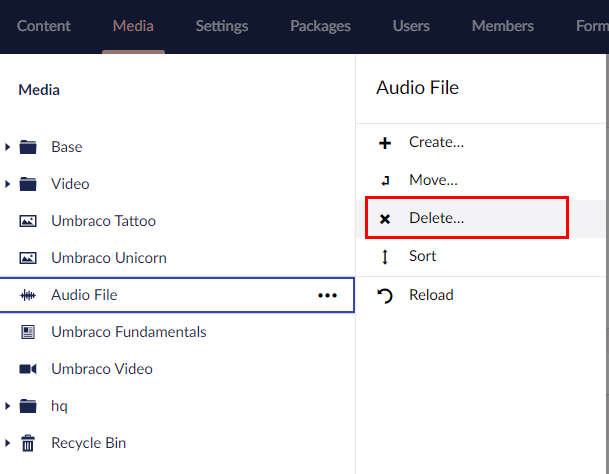 Content Media Settings Packages Users Members Form
Media
Base
Video
Umbraco Tattoo
Umbraco Unicorn
Audio File •••
Umbraco Fundamentals
Umbraco Video
hq
Recycle Bin
Audio File
Create...
Move...
Delete...
Sort
Reload